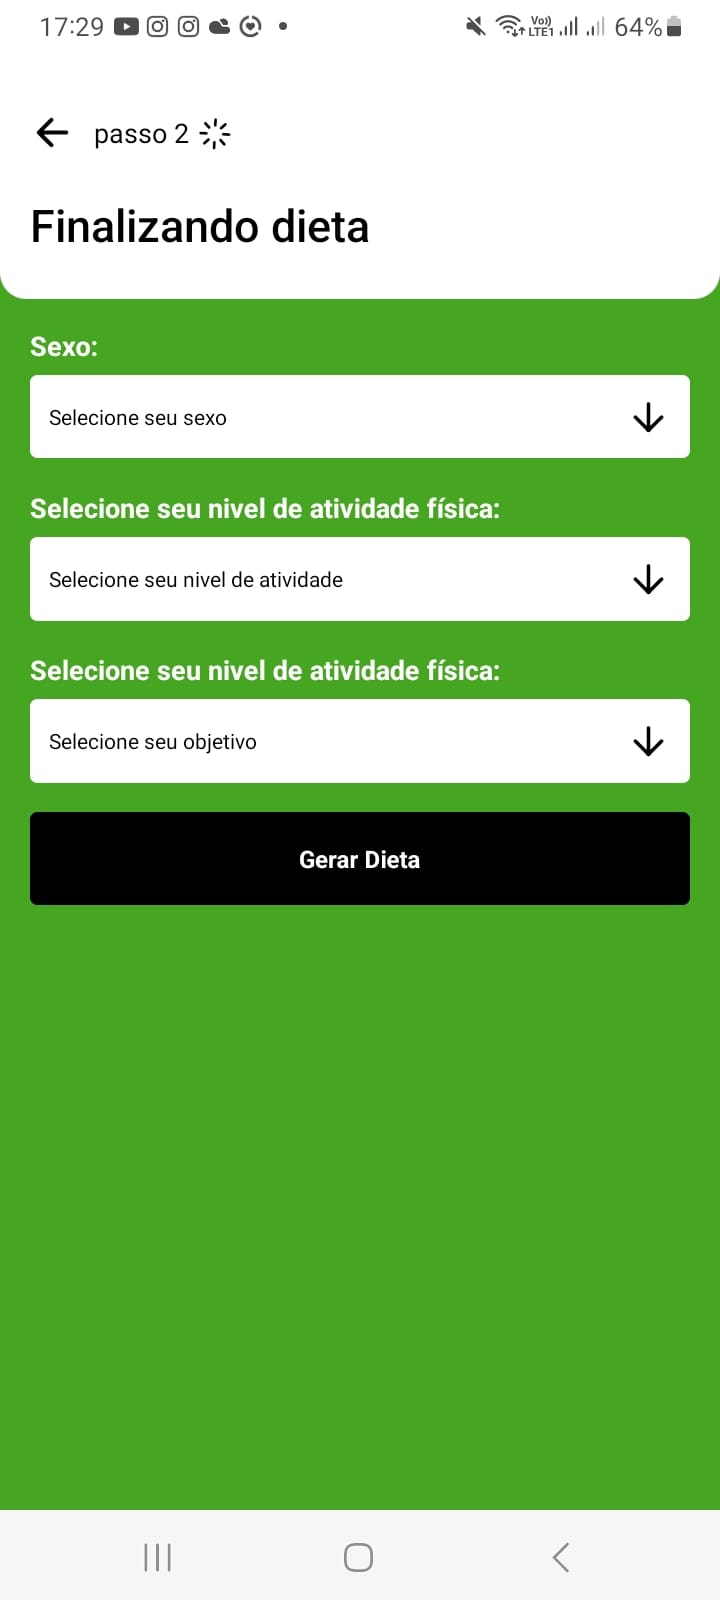 17:29
Vo)) LTE1 64%
passo 2
Finalizando dieta
Sexo:
Selecione seu sexo
Selecione seu nivel de atividade física:
Selecione seu nivel de atividade
Selecione seu nivel de atividade física:
Selecione seu objetivo
Gerar Dieta